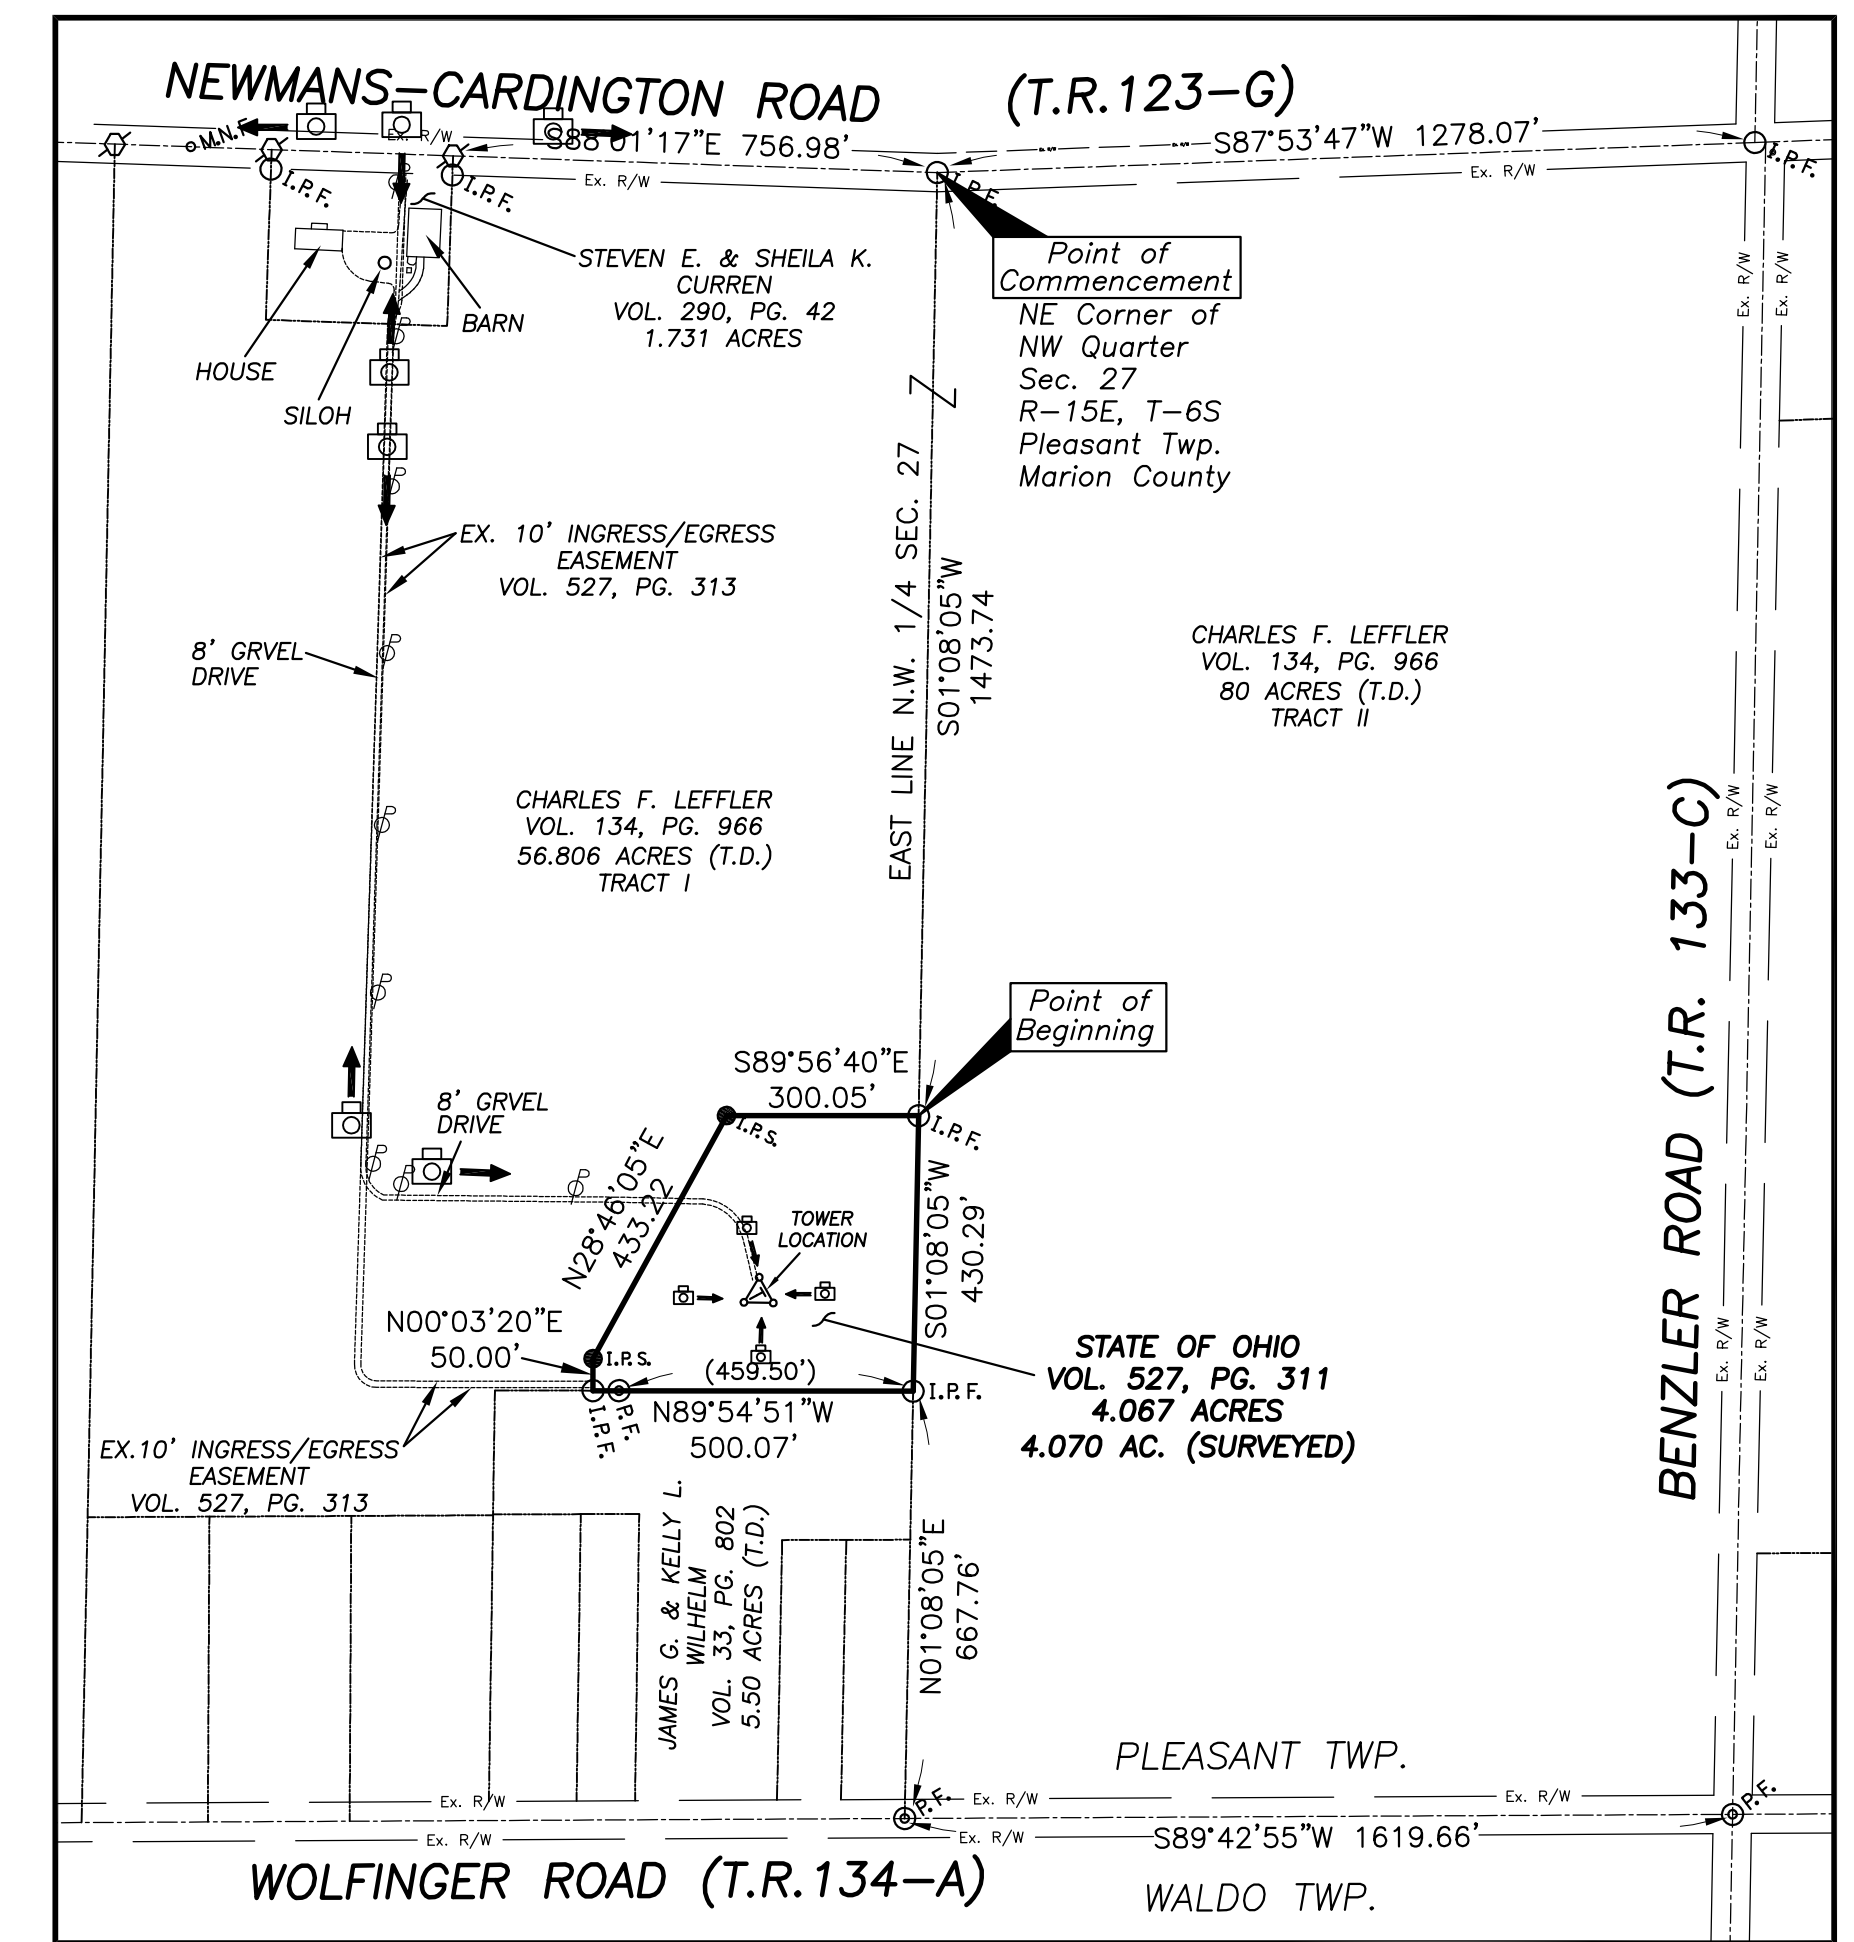 NEWMANS-CARDINGTON ROAD (T.R.123-G)
M.N.F.
Ex. R/W
S88°01'17"E 756.98'
S87°53'47"W 1278.07'
I.P.F.
I.P.F.
I.P.F.
I.P.F.
Ex. R/W
Ex. R/W
Point of
Commencement
NE Corner of
NW Quarter
Sec. 27
R-15E, T-6S
Pleasant Twp.
Marion County
STEVEN E. & SHEILA K.
CURREN
VOL. 290, PG. 42
1.731 ACRES
BARN
HOUSE
SILOH
Ex. R/W
Ex. R/W
EX. 10' INGRESS/EGRESS
EASEMENT
VOL. 527, PG. 313
8' GRVEL
DRIVE
EAST LINE N.W. 1/4 SEC. 27
S01°08'05"W
1473.74
CHARLES F. LEFFLER
VOL. 134, PG. 966
80 ACRES (T.D.)
TRACT II
CHARLES F. LEFFLER
VOL. 134, PG. 966
56.806 ACRES (T.D.)
TRACT I
Ex. R/W
Ex. R/W
BENZLER ROAD (T.R. 133-C)
Point of
Beginning
S89°56'40"E
300.05'
I.P.S.
I.P.F.
8' GRVEL
DRIVE
N28°46'05"E
433.22
S01°08'05"W
430.29'
TOWER
LOCATION
N00°03'20"E
50.00'
I.P.S.
(459.50')
I.P.F.
I.P.F.
P.F.
N89°54'51"W
500.07'
STATE OF OHIO
VOL. 527, PG. 311
4.067 ACRES
4.070 AC. (SURVEYED)
Ex. R/W
Ex. R/W
EX.10' INGRESS/EGRESS
EASEMENT
VOL. 527, PG. 313
JAMES G. & KELLY L.
WILHELM
VOL. 33, PG. 802
5.50 ACRES (T.D.)
N01°08'05"E
667.76'
PLEASANT TWP.
Ex. R/W
Ex. R/W
Ex. R/W
P.F.
P.F.
Ex. R/W
Ex. R/W
S89°42'55"W 1619.66'
WOLFINGER ROAD (T.R.134-A)
WALDO TWP.